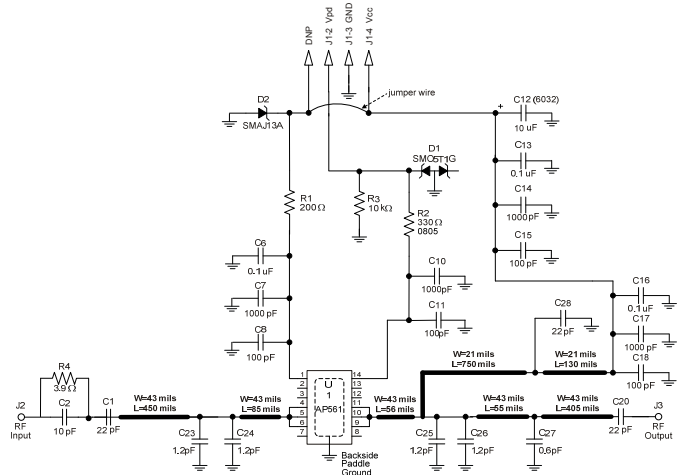 DNP
J1-2 Vpd
J1-3 GND
J1-4 Vcc
jumper wire
D2
SMAJ13A
+
C12 (6032)
10 uF
C13
0.1 uF
D1
SMC5T1G
C14
1000 pF
R1
200 Ω
R3
10 kΩ
R2
330 Ω
0805
C15
100 pF
C6
0.1 uF
C10
1000pF
C7
1000 pF
C11
100pF
C16
0.1uF
C28
22 pF
C17
1000 pF
C8
100 pF
W=21 mils
L=750 mils
W=21 mils
L=130 mils
C18
100 pF
R4
3.9 Ω
1
2
3
4
5
6
7
14
13
12
11
10
9
8
U
1
AP561
J2
RF
Input
C2
10 pF
C1
22 pF
W=43 mils
L=450 mils
W=43
L=85 mils
W=43
L=56 mils
W=43 mils
L=55 mils
W=43 mils
L=405 mils
C20
22 pF
J3
RF
Output
C23
1.2pF
C24
1.2pF
C25
1.2pF
C26
1.2pF
C27
0.6pF
Backside
Paddle
Ground